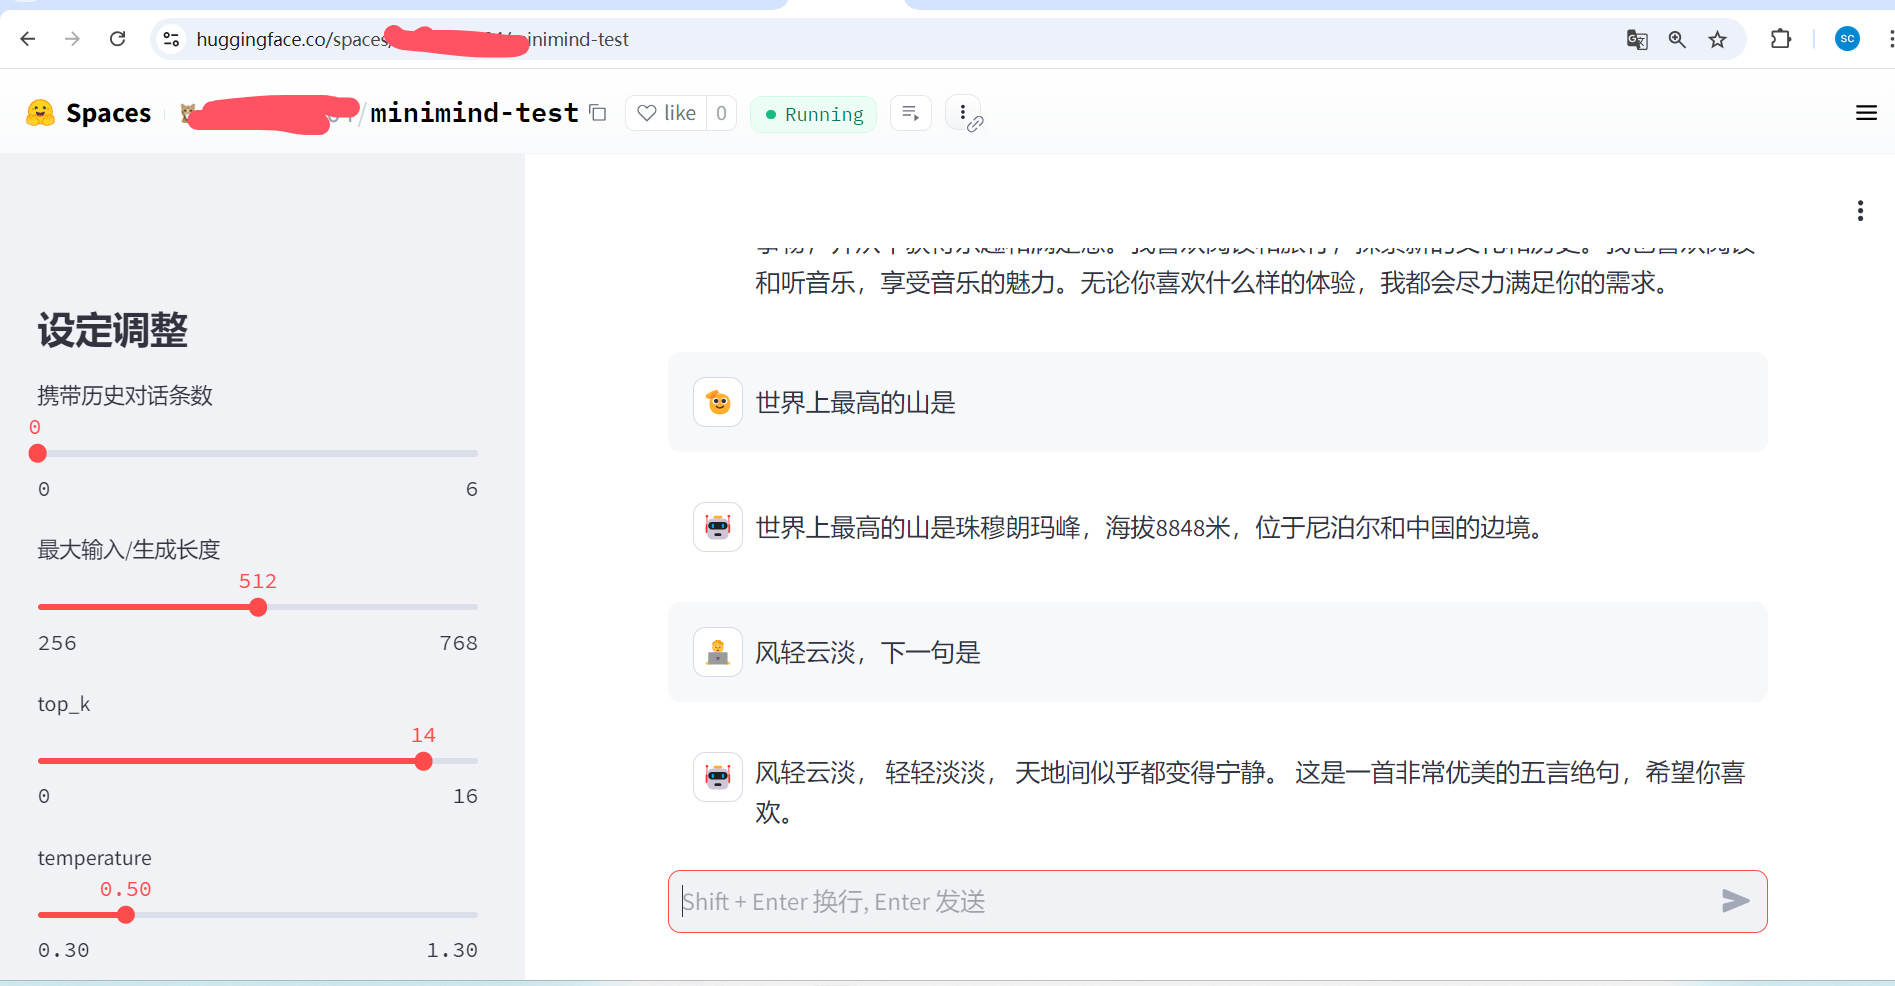 huggingface.co/spaces/
inimind-test
SC
Spaces
/minimind-test
like
0
Running
设定调整
携带历史对话条数
0
0
6
最大输入/生成长度
512
256
768
top_k
14
0
16
temperature
0.50
0.30
1.30
和听音乐，享受音乐的魅力。无论你喜欢什么样的体验，我都会尽力满足你的需求。
世界上最高的山是
世界上最高的山是珠穆朗玛峰，海拔8848米，位于尼泊尔和中国的边境。
风轻云淡，下一句是
风轻云淡， 轻轻淡淡， 天地间似乎都变得宁静。 这是一首非常优美的五言绝句，希望你喜
欢。
Shift + Enter 换行, Enter 发送